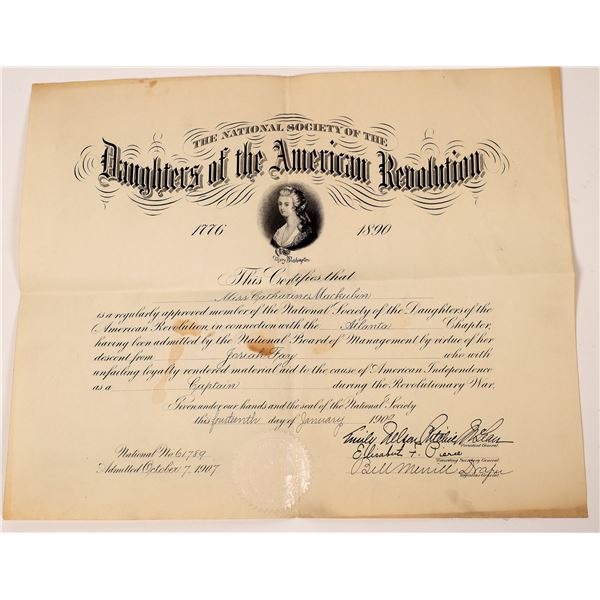 THE NATIONAL SOCIETY OF THE
Daughters of the American Revolution
1776 1890
Mary Washington
This Certifies that
Miss Catharine Mackubin
is a regularly approved member of the National Society of the Daughters of the
American Revolution, in connection with the Atlanta Chapter,
having been admitted by the National Board of Management by virtue of her
descent from Josiah Fay who with
unfailing loyalty rendered material aid to the cause of American Independence
as a Captain during the Revolutionary War.
Given under our hands and the seal of the National Society
this fourteenth day of January 190
Emily Nelson Ritchie McLean
President General
Elisabeth F. Pierce
Recording Secretary General
National No. 61789
Bell Merrill Draper
Registrar General
Admitted October 7, 1907